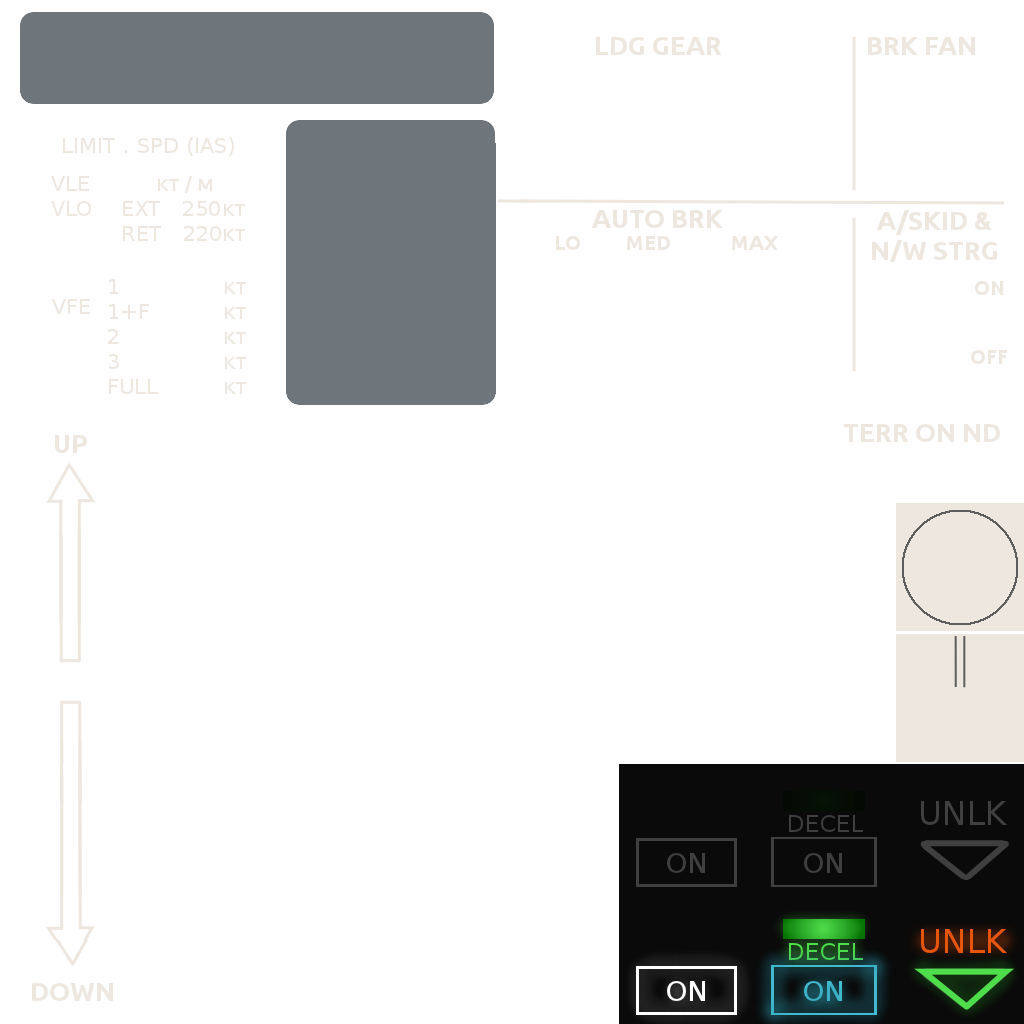 LDG GEAR
BRK FAN
LIMIT . SPD (IAS)
VLE KT / M
VLO EXT 250KT
RET 220KT
VFE
1 KT
1+F KT
2 KT
3 KT
FULL KT
AUTO BRK
LO MED MAX
A/SKID &
N/W STRG
ON
OFF
TERR ON ND
UP
DOWN
UNLK
DECEL
ON ON
UNLK
DECEL
ON ON